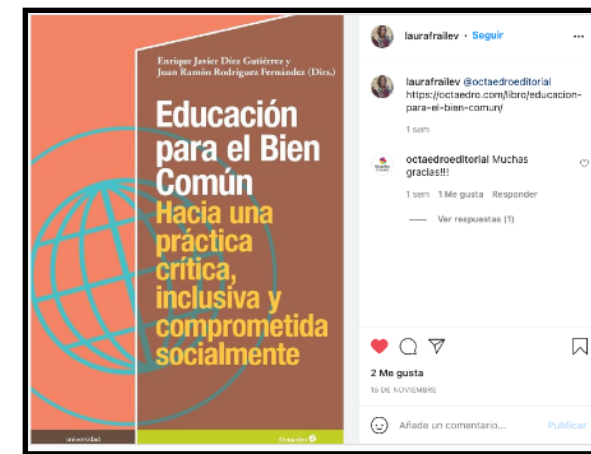 Enrique Javier Díez Gutiérrez y
Juan Ramón Rodríguez Fernández (Dirs.)
Educación
para el Bien
Común
Hacia una
práctica
crítica,
inclusiva y
comprometida
socialmente
universidad
Octaedro
laurafrailev • Seguir
laurafrailev @octaedroeditorial
https://octaedro.com/libro/educacion-
para-el-bien-comun/
1 sem
octaedroeditorial Muchas
gracias!!!
1 sem 1 Me gusta Responder
Ver respuestas (1)
2 Me gusta
16 DE NOVIEMBRE
Añade un comentario... Publicar